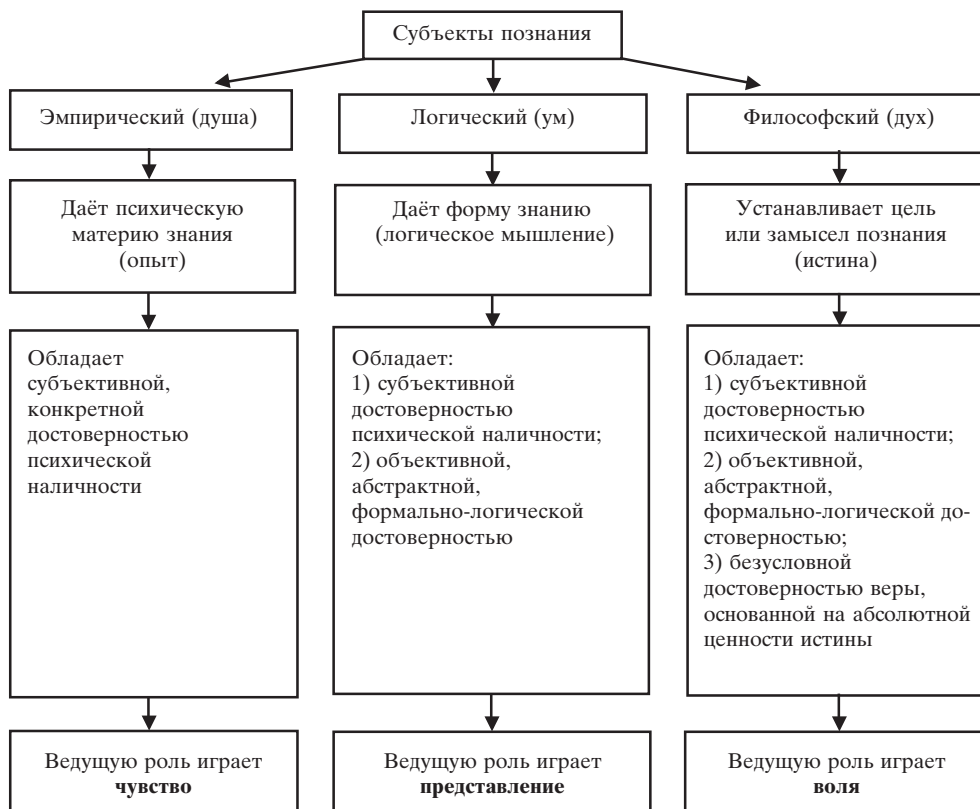 Субъекты познания
Эмпирический (душа)
Логический (ум)
Философский (дух)
Даёт психическую
материю знания
(опыт)
Даёт форму знанию
(логическое мышление)
Устанавливает цель
или замысел познания
(истина)
Обладает
субъективной,
конкретной
достоверностью
психической
наличности
Обладает:
1) субъективной
достоверностью
психической наличности;
2) объективной,
абстрактной,
формально-логической
достоверностью
Обладает:
1) субъективной
достоверностью
психической наличности;
2) объективной,
абстрактной,
формально-логической до-
стоверностью;
3) безусловной
достоверностью веры,
основанной на абсолютной
ценности истины
Ведущую роль играет
чувство
Ведущую роль играет
представление
Ведущую роль играет
воля